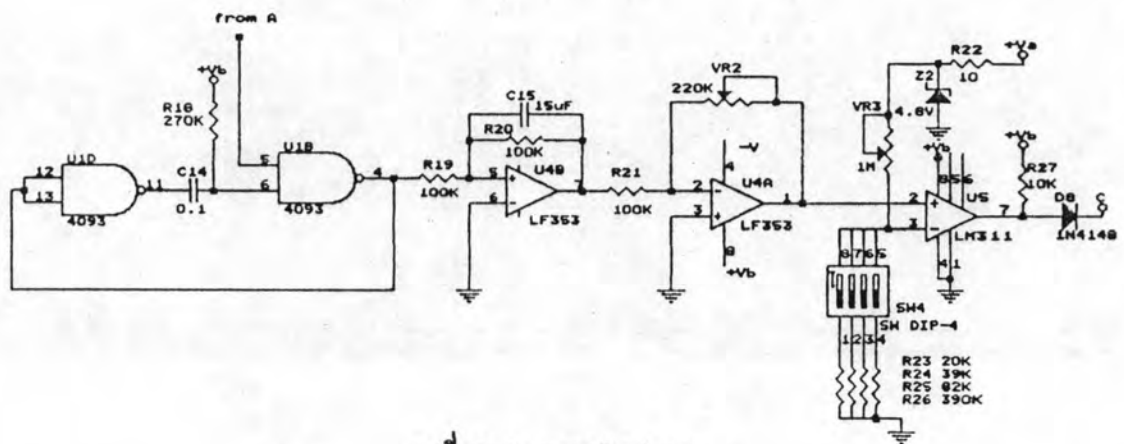 from A
+Vb
R18
270K
U1D
12
13
11
4093
C14
0.1
U1B
5
6
4
4093
R19
100K
C15
15uF
R20
100K
U4B
5
+
6
-
7
LF353
R21
100K
VR2
220K
-V
4
2
-
3
+
U4A
1
LF353
8
+Vb
R22
10
+Va
Z2
4.8V
VR3
1M
+Vb
8 5 6
U5
2
+
3
-
7
LM311
4 1
+Vb
R27
10K
D8
1N4148
C
8 7 6 5
SW4
SW DIP-4
1 2 3 4
R23 20K
R24 39K
R25 82K
R26 390K